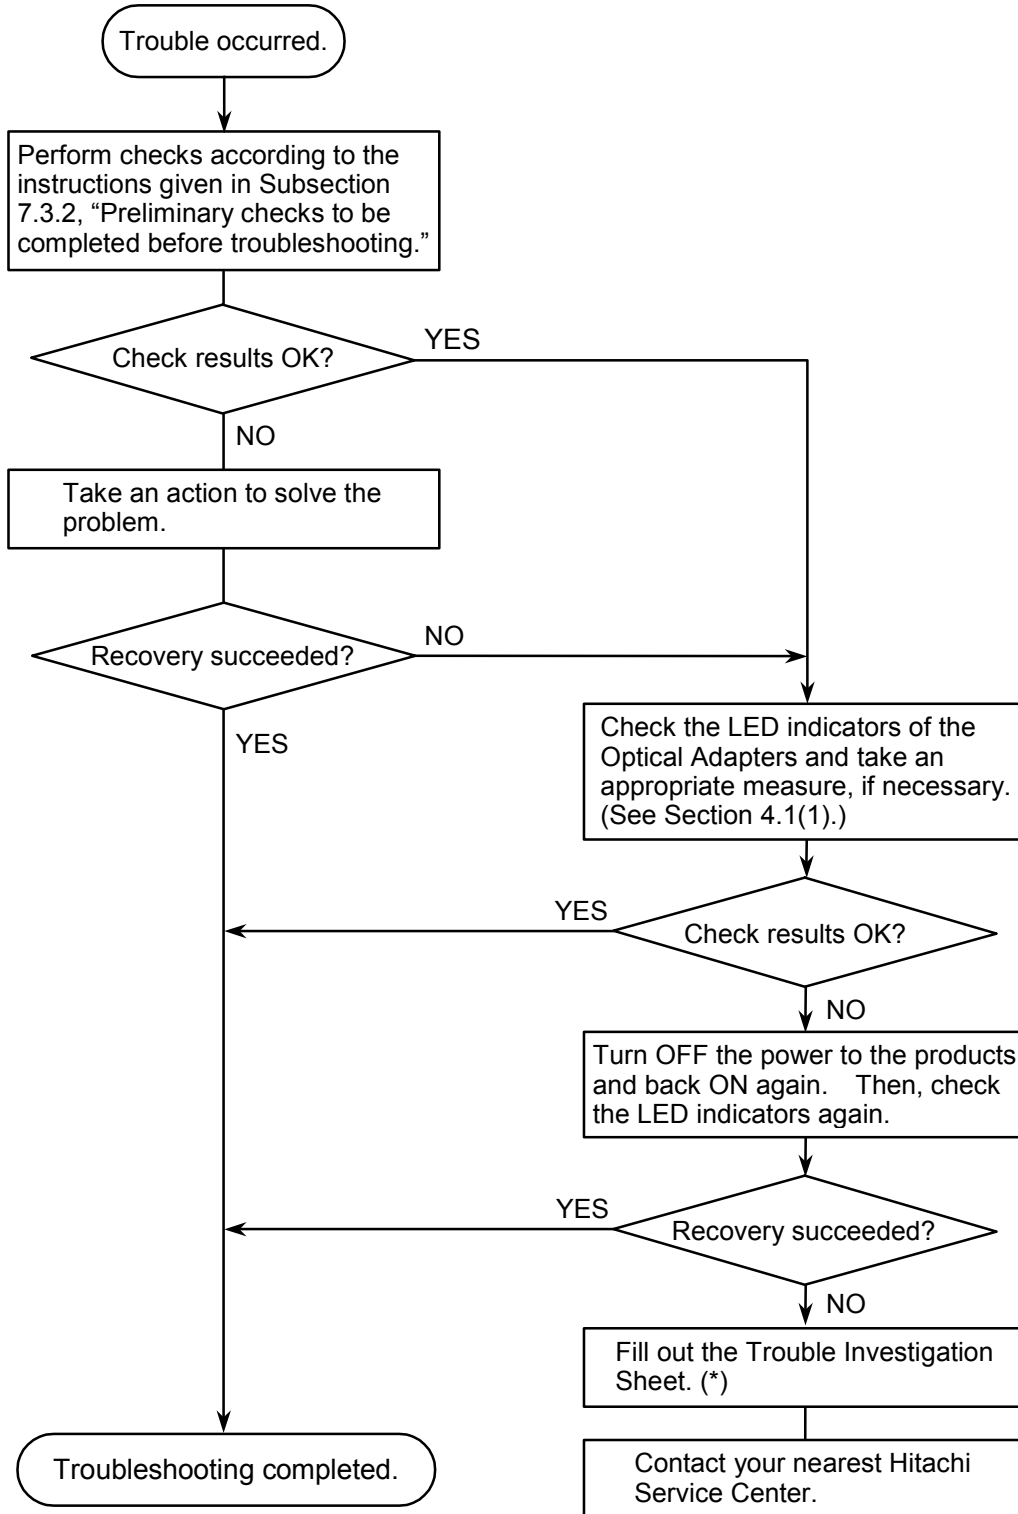 Trouble occurred.
Perform checks according to the
instructions given in Subsection
7.3.2, “Preliminary checks to be
completed before troubleshooting.”
Check results OK?
YES
NO
Take an action to solve the
problem.
Recovery succeeded?
NO
YES
Check the LED indicators of the
Optical Adapters and take an
appropriate measure, if necessary.
(See Section 4.1(1).)
Check results OK?
YES
NO
Turn OFF the power to the products
and back ON again. Then, check
the LED indicators again.
Recovery succeeded?
YES
NO
Fill out the Trouble Investigation
Sheet. (*)
Contact your nearest Hitachi
Service Center.
Troubleshooting completed.